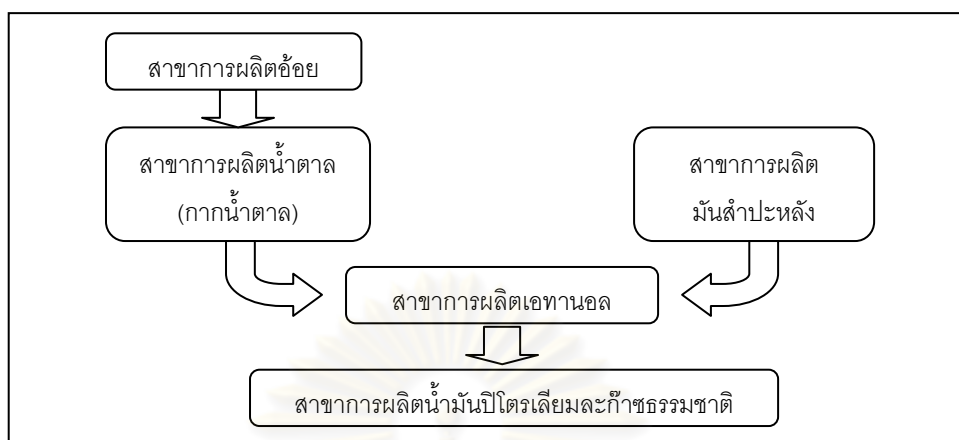 สาขาการผลิตอ้อย
สาขาการผลิตน้ำตาล
(กากน้ำตาล)
สาขาการผลิต
มันสำปะหลัง
สาขาการผลิตเอทานอล
สาขาการผลิตน้ำมันปิโตรเลียมละก๊าซธรรมชาติ